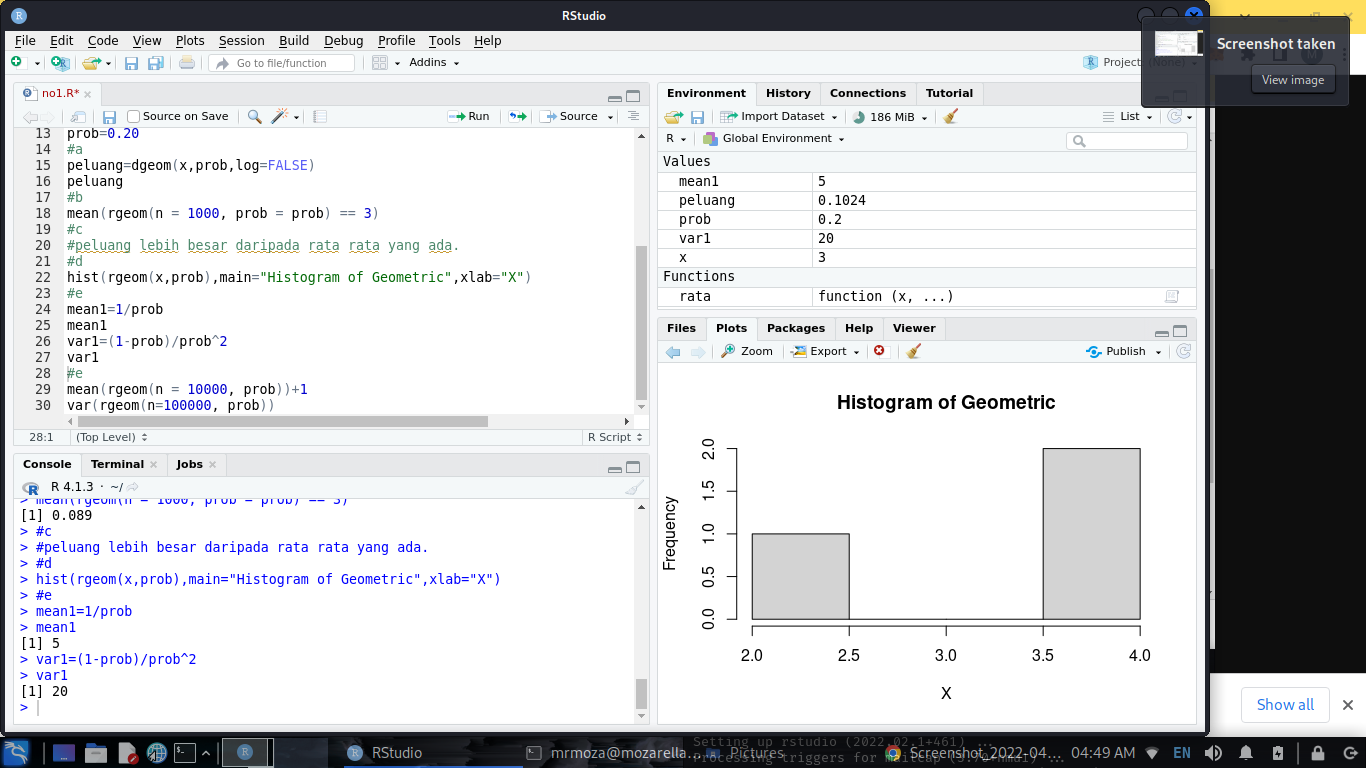 RStudio
File Edit Code View Plots Session Build Debug Profile Tools Help
Go to file/function Addins
Screenshot taken
View image
no1.R*
Source on Save Run Source
13 prob=0.20
14 #a
15 peluang=dgeom(x,prob,log=FALSE)
16 peluang
17 #b
18 mean(rgeom(n = 1000, prob = prob) == 3)
19 #c
20 #peluang lebih besar daripada rata rata yang ada.
21 #d
22 hist(rgeom(x,prob),main="Histogram of Geometric",xlab="X")
23 #e
24 mean1=1/prob
25 mean1
26 var1=(1-prob)/prob^2
27 var1
28 #e
29 mean(rgeom(n = 10000, prob))+1
30 var(rgeom(n=100000, prob))
28:1 (Top Level) R Script
Console Terminal Jobs
R 4.1.3 · ~/
> mean(rgeom(n = 1000, prob = prob) == 3)
[1] 0.089
> #c
> #peluang lebih besar daripada rata rata yang ada.
> #d
> hist(rgeom(x,prob),main="Histogram of Geometric",xlab="X")
> #e
> mean1=1/prob
> mean1
[1] 5
> var1=(1-prob)/prob^2
> var1
[1] 20
>
Environment History Connections Tutorial
Import Dataset 186 MiB List
R Global Environment
Values
mean1 5
peluang 0.1024
prob 0.2
var1 20
x 3
Functions
rata function (x, ...)
Files Plots Packages Help Viewer
Zoom Export Publish
Histogram of Geometric
Frequency
0.0 0.5 1.0 1.5 2.0
2.0 2.5 3.0 3.5 4.0
X
Show all
RStudio mrmoza@mozarella... Pictures Screenshot_2022-04... 04:49 AM EN
Setting up rstudio (2022.02.1+461) ...